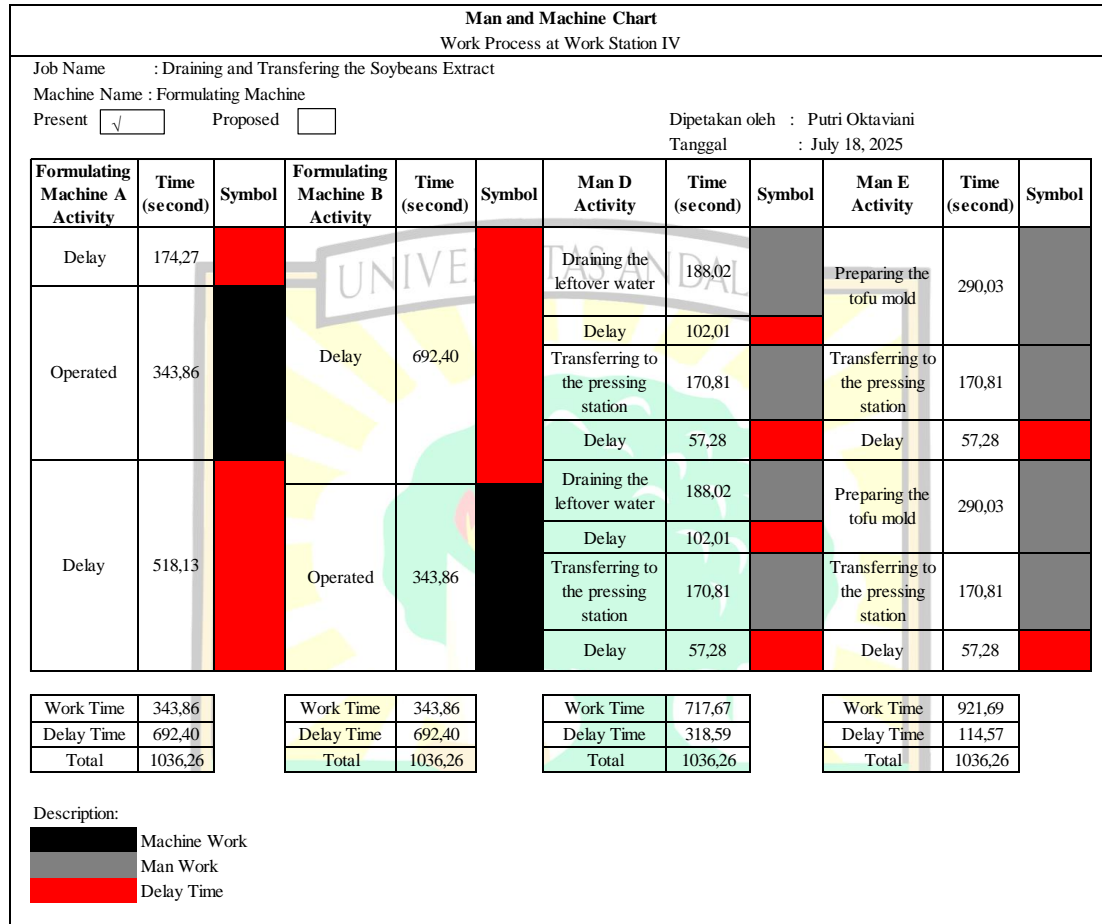 Man and Machine Chart
Work Process at Work Station IV
Job Name : Draining and Transfering the Soybeans Extract
Machine Name : Formulating Machine
Present √ Proposed
Dipetakan oleh : Putri Oktaviani
Tanggal : July 18, 2025
Formulating Machine A Activity
Time (second)
Symbol
Formulating Machine B Activity
Time (second)
Symbol
Man D Activity
Time (second)
Symbol
Man E Activity
Time (second)
Symbol
Delay 174,27
Operated 343,86
Delay 518,13
Delay 692,40
Operated 343,86
Draining the leftover water 188,02
Delay 102,01
Transferring to the pressing station 170,81
Delay 57,28
Draining the leftover water 188,02
Delay 102,01
Transferring to the pressing station 170,81
Delay 57,28
Preparing the tofu mold 290,03
Transferring to the pressing station 170,81
Delay 57,28
Preparing the tofu mold 290,03
Transferring to the pressing station 170,81
Delay 57,28
Work Time 343,86 Work Time 343,86 Work Time 717,67 Work Time 921,69
Delay Time 692,40 Delay Time 692,40 Delay Time 318,59 Delay Time 114,57
Total 1036,26 Total 1036,26 Total 1036,26 Total 1036,26
Description:
Machine Work
Man Work
Delay Time